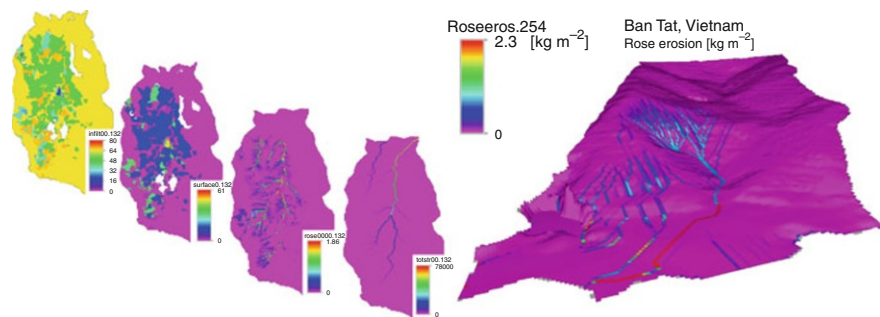 infilt00.132
80
64
48
32
16
0
surface0.132
61
0
rose0000.132
1.86
0
totstr00.132
78000
0
Roseeros.254
2.3 [kg m⁻²]
0
Ban Tat, Vietnam
Rose erosion [kg m⁻²]